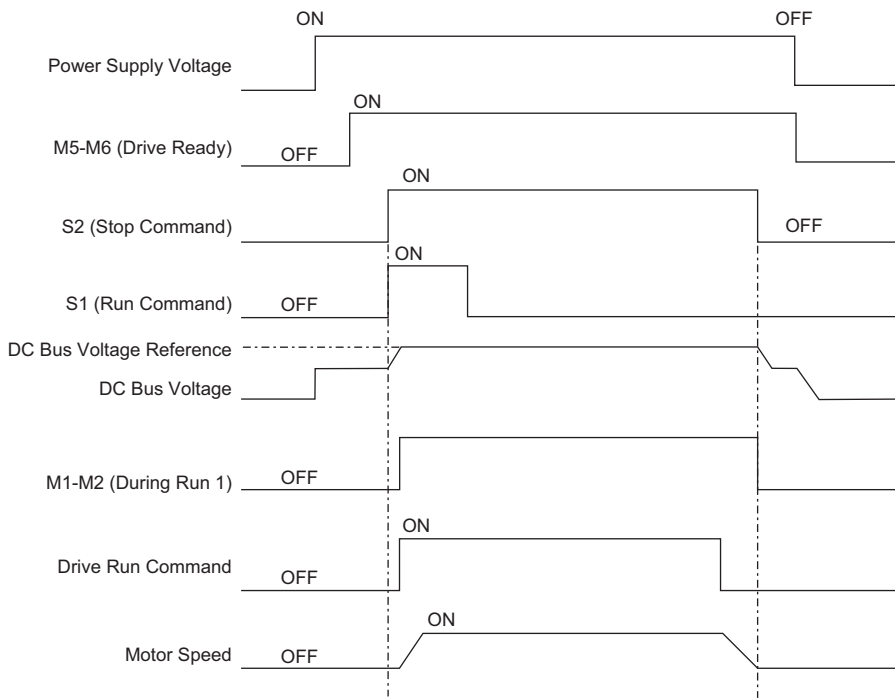 ON
OFF
Power Supply Voltage
ON
M5-M6 (Drive Ready)
OFF
ON
S2 (Stop Command)
OFF
ON
S1 (Run Command)
OFF
DC Bus Voltage Reference
DC Bus Voltage
M1-M2 (During Run 1)
OFF
ON
Drive Run Command
OFF
ON
Motor Speed
OFF